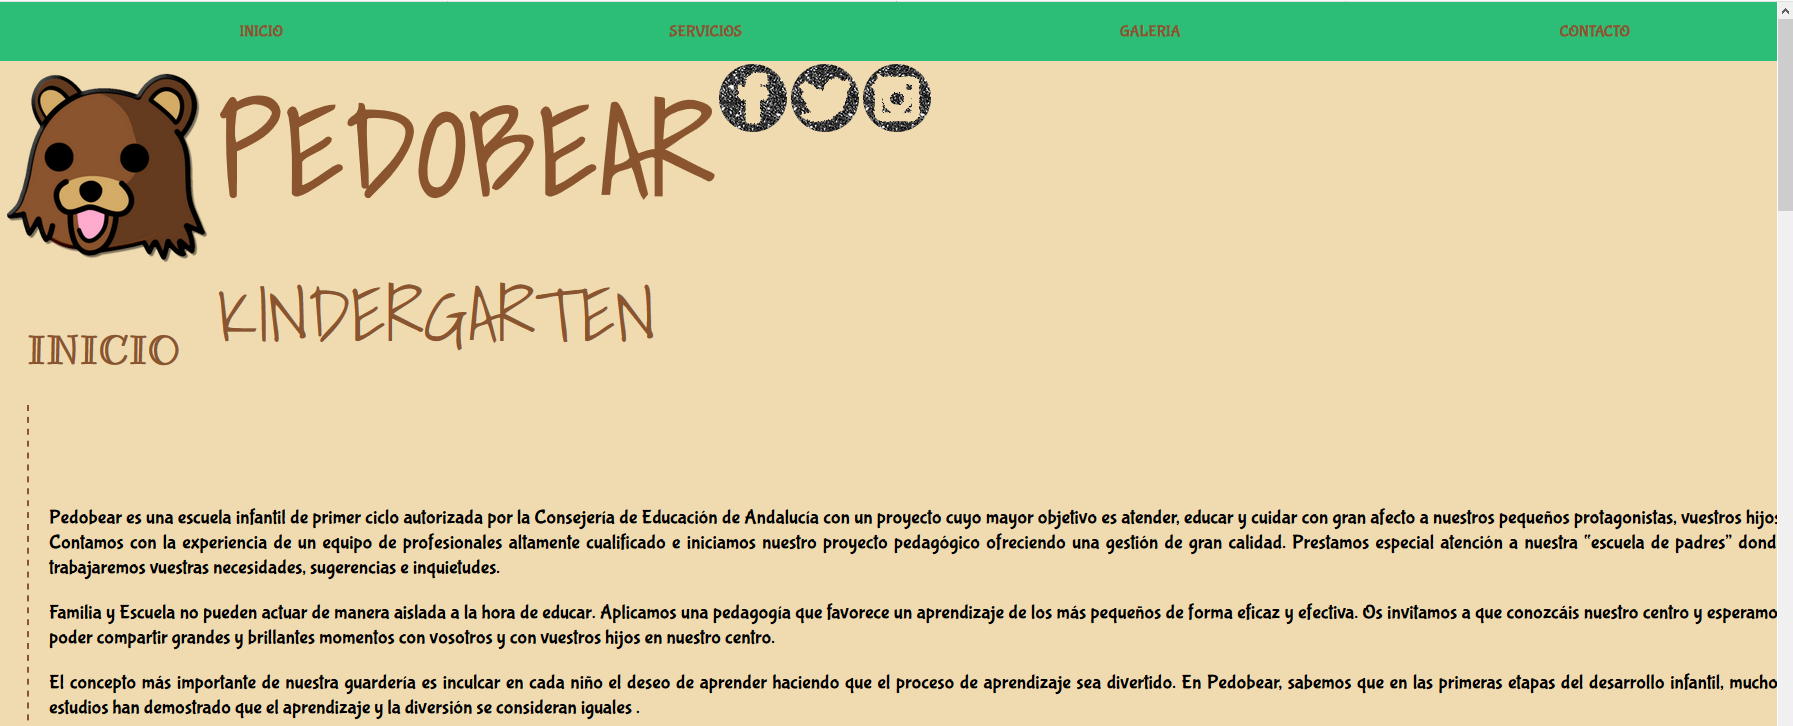 INICIO SERVICIOS GALERIA CONTACTO
PEDOBEAR
KINDERGARTEN
INICIO
Pedobear es una escuela infantil de primer ciclo autorizada por la Consejería de Educación de Andalucía con un proyecto cuyo mayor objetivo es atender, educar y cuidar con gran afecto a nuestros pequeños protagonistas, vuestros hijos
Contamos con la experiencia de un equipo de profesionales altamente cualificado e iniciamos nuestro proyecto pedagógico ofreciendo una gestión de gran calidad. Prestamos especial atención a nuestra “escuela de padres” dond
trabajaremos vuestras necesidades, sugerencias e inquietudes.
Familia y Escuela no pueden actuar de manera aislada a la hora de educar. Aplicamos una pedagogía que favorece un aprendizaje de los más pequeños de forma eficaz y efectiva. Os invitamos a que conozcáis nuestro centro y esperamo
poder compartir grandes y brillantes momentos con vosotros y con vuestros hijos en nuestro centro.
El concepto más importante de nuestra guardería es inculcar en cada niño el deseo de aprender haciendo que el proceso de aprendizaje sea divertido. En Pedobear, sabemos que en las primeras etapas del desarrollo infantil, mucho
estudios han demostrado que el aprendizaje y la diversión se consideran iguales .